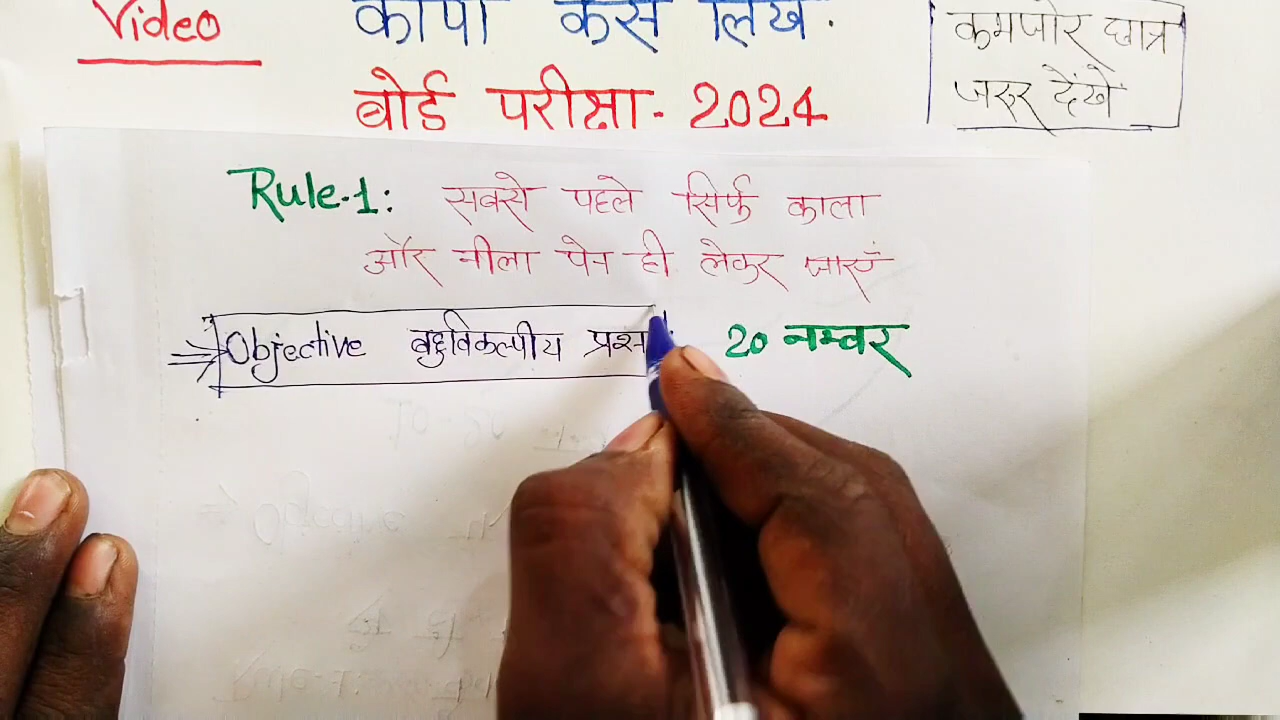 Video
कापी कैसे लिखें.
बोर्ड परीक्षा- 2024
कमजोर छात्र
जरुर देंखें
Rule-1: सबसे पहले सिर्फ काला
और नीला पेन ही लेकर जाएं
Objective बहुविकल्पीय प्रश्न 20 नम्बर